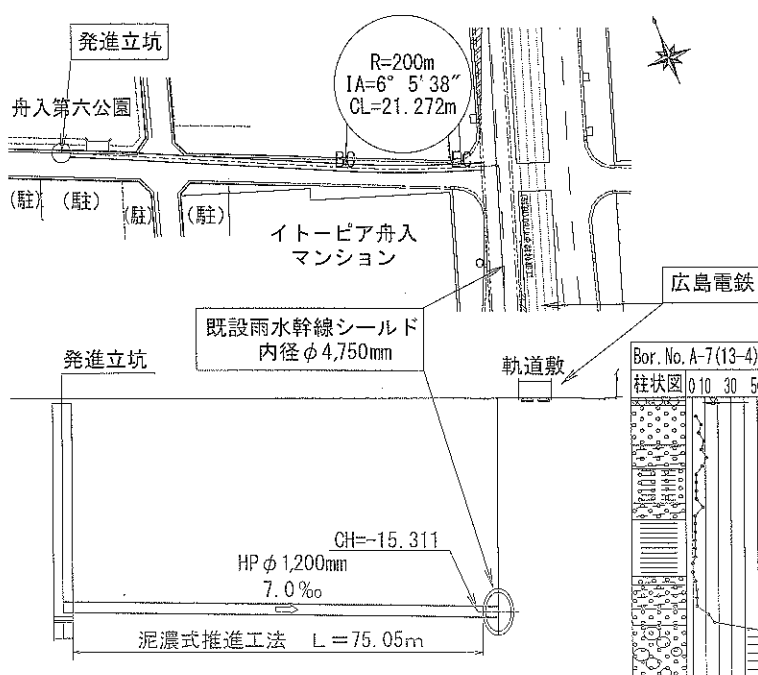 発進立坑
R=200m
IA=6° 5' 38"
CL=21.272m
舟入第六公園
BC
EC
(駐) (駐) (駐) (駐)
イトーピア舟入
マンション
広島電鉄
既設雨水幹線シールド
内径φ4,750mm
発進立坑
軌道敷
Bor. No. A-7(13-4)
柱状図 0 10 30 5
CH=-15.311
HPφ1,200mm
7.0‰
泥濃式推進工法 L=75.05m